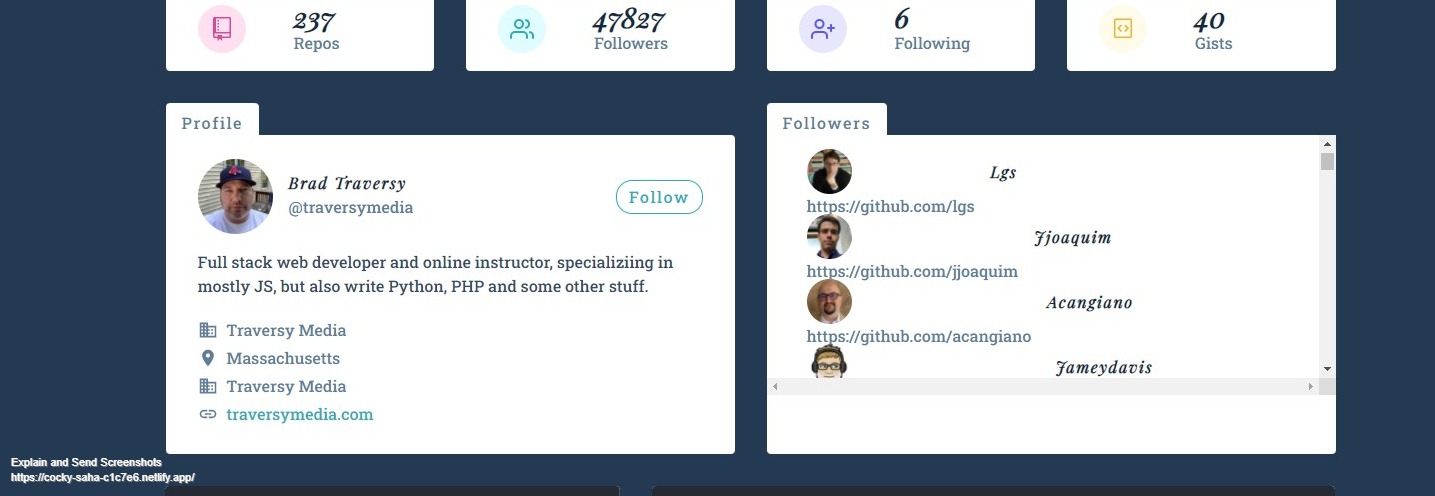 237
Repos
47827
Followers
6
Following
40
Gists
Profile
Brad Traversy
@traversymedia
Follow
Full stack web developer and online instructor, specializiing in
mostly JS, but also write Python, PHP and some other stuff.
Traversy Media
Massachusetts
Traversy Media
traversymedia.com
Followers
Lgs
https://github.com/lgs
Jjoaquim
https://github.com/jjoaquim
Acangiano
https://github.com/acangiano
Jameydavis
Explain and Send Screenshots
https://cocky-saha-c1c7e6.netlify.app/